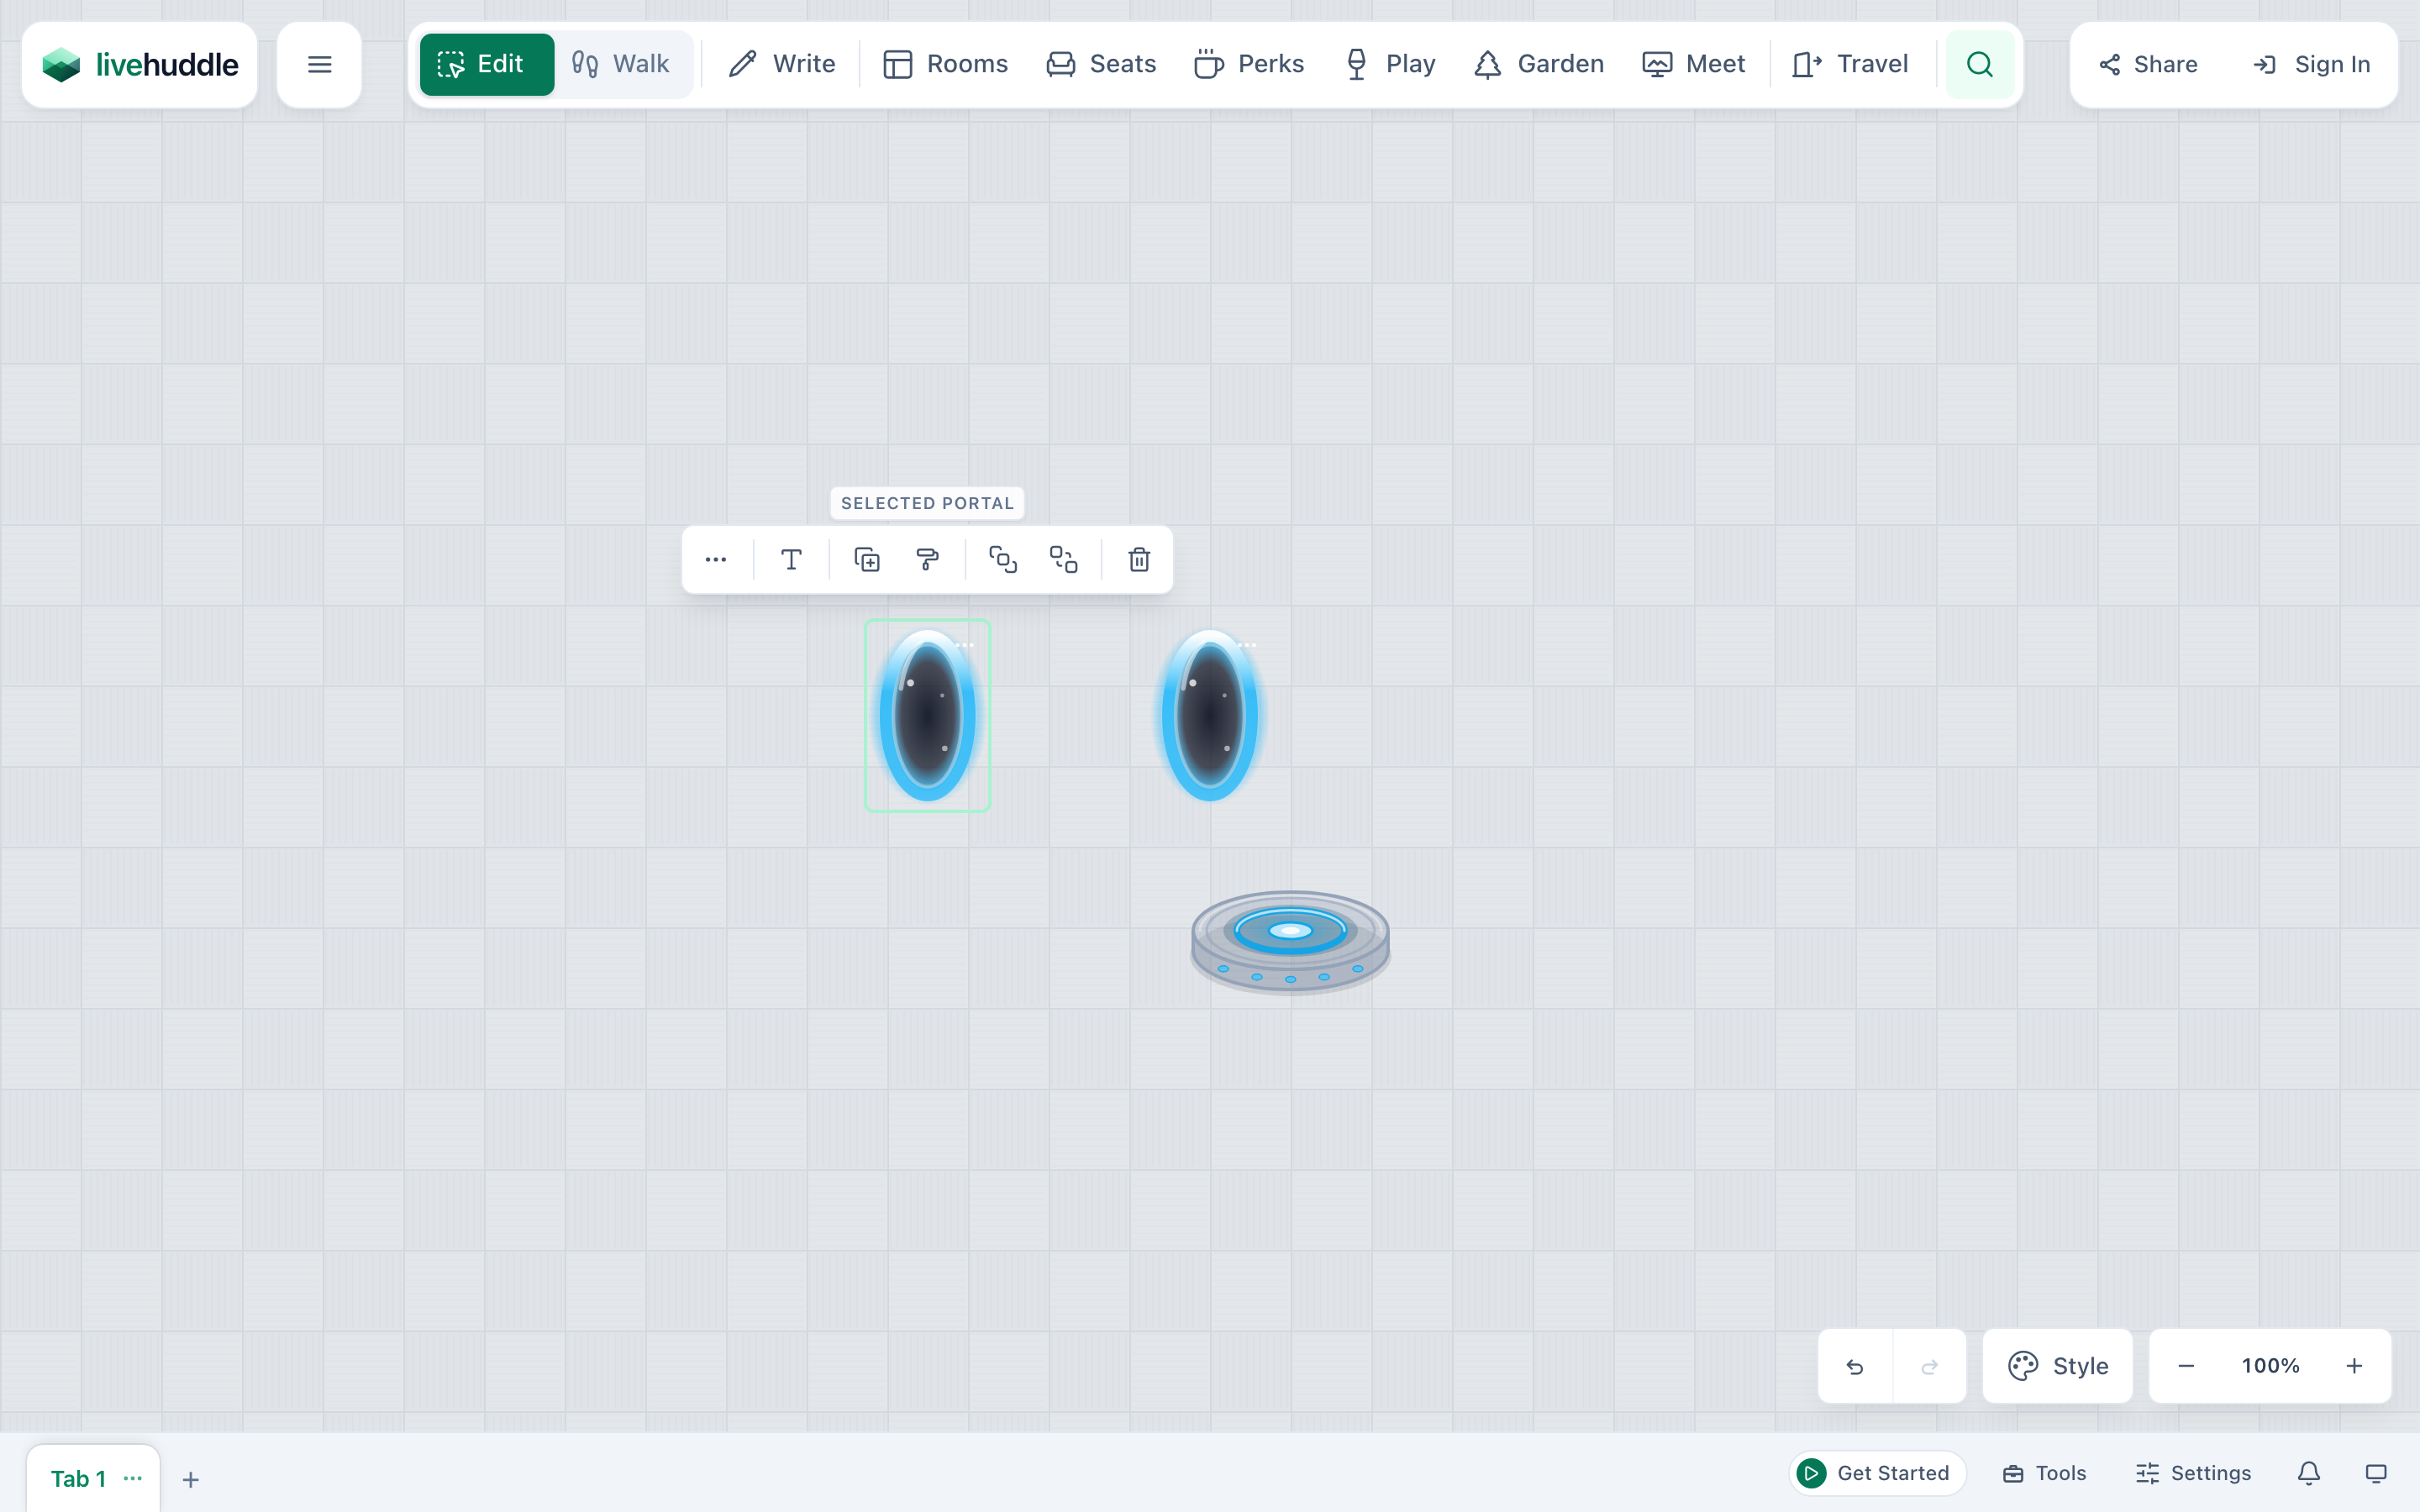 livehuddle
Edit
Walk
Write
Rooms
Seats
Perks
Play
Garden
Meet
Travel
Share
Sign In
SELECTED PORTAL
Style
100%
Tab 1
Get Started
Tools
Settings